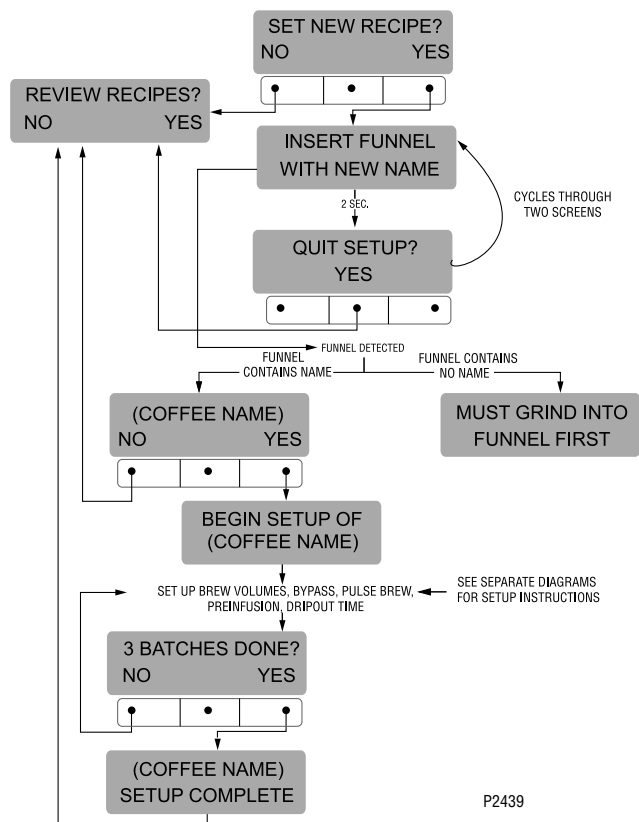 SET NEW RECIPE?
NO YES
REVIEW RECIPES?
NO YES
INSERT FUNNEL
WITH NEW NAME
2 SEC.
CYCLES THROUGH
TWO SCREENS
QUIT SETUP?
YES
FUNNEL DETECTED
FUNNEL
CONTAINS NAME
FUNNEL CONTAINS
NO NAME
(COFFEE NAME)
NO YES
MUST GRIND INTO
FUNNEL FIRST
BEGIN SETUP OF
(COFFEE NAME)
SET UP BREW VOLUMES, BYPASS, PULSE BREW,
PREINFUSION, DRIPOUT TIME
SEE SEPARATE DIAGRAMS
FOR SETUP INSTRUCTIONS
3 BATCHES DONE?
NO YES
(COFFEE NAME)
SETUP COMPLETE
P2439